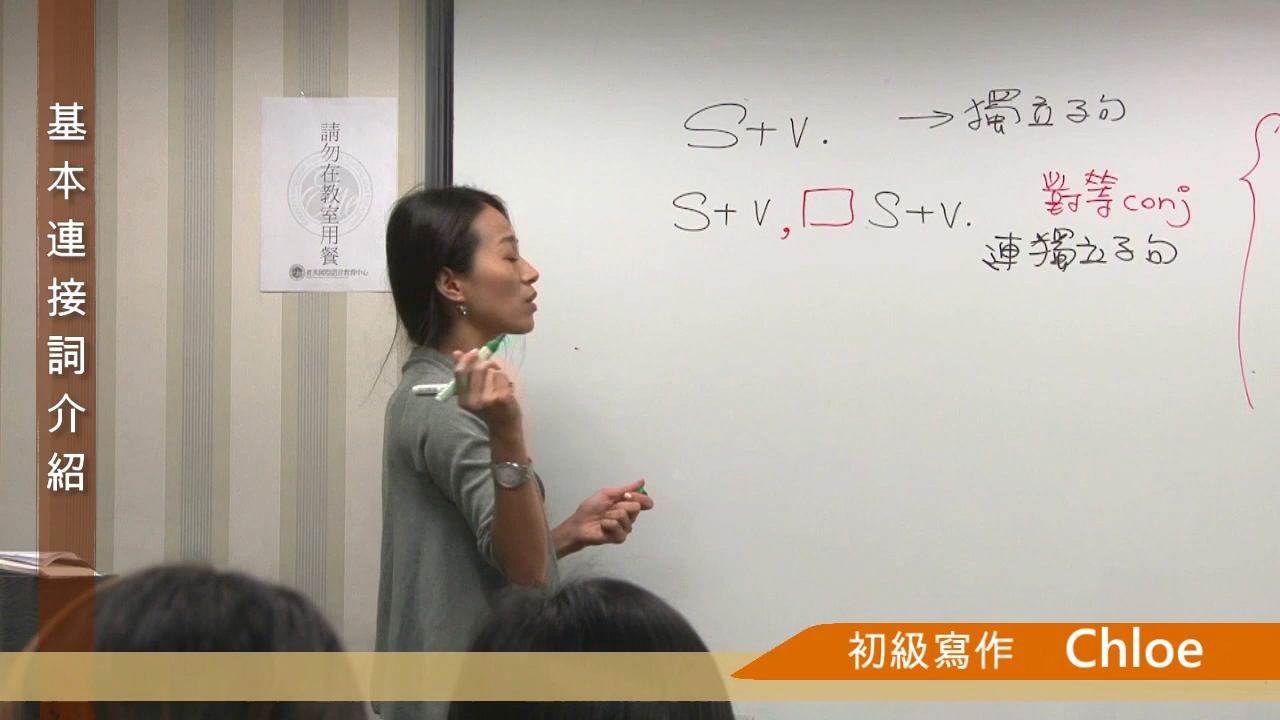 基本連接詞介紹
請勿在教室用餐
S+V. → 獨立子句
S+V, □ S+V. 對等conj
連獨立子句
初級寫作 Chloe